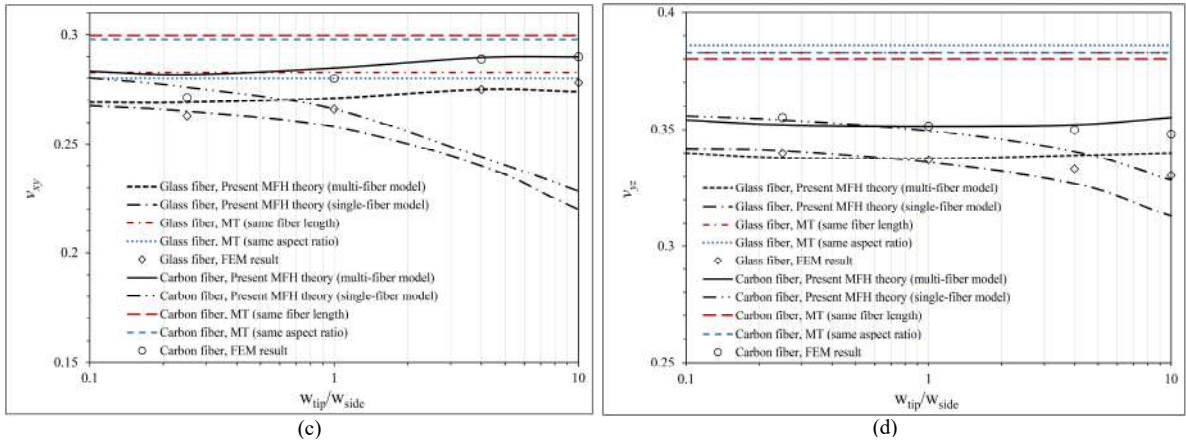 0.3
0.25
0.2
0.15
ν_xy
Glass fiber, Present MFH theory (multi-fiber model)
Glass fiber, Present MFH theory (single-fiber model)
Glass fiber, MT (same fiber length)
Glass fiber, MT (same aspect ratio)
Glass fiber, FEM result
Carbon fiber, Present MFH theory (multi-fiber model)
Carbon fiber, Present MFH theory (single-fiber model)
Carbon fiber, MT (same fiber length)
Carbon fiber, MT (same aspect ratio)
Carbon fiber, FEM result
0.1 1 10
w_tip/w_side
(c)
0.4
0.35
0.3
0.25
ν_yz
Glass fiber, Present MFH theory (multi-fiber model)
Glass fiber, Present MFH theory (single-fiber model)
Glass fiber, MT (same fiber length)
Glass fiber, MT (same aspect ratio)
Glass fiber, FEM result
Carbon fiber, Present MFH theory (multi-fiber model)
Carbon fiber, Present MFH theory (single-fiber model)
Carbon fiber, MT (same fiber length)
Carbon fiber, MT (same aspect ratio)
Carbon fiber, FEM result
0.1 1 10
w_tip/w_side
(d)